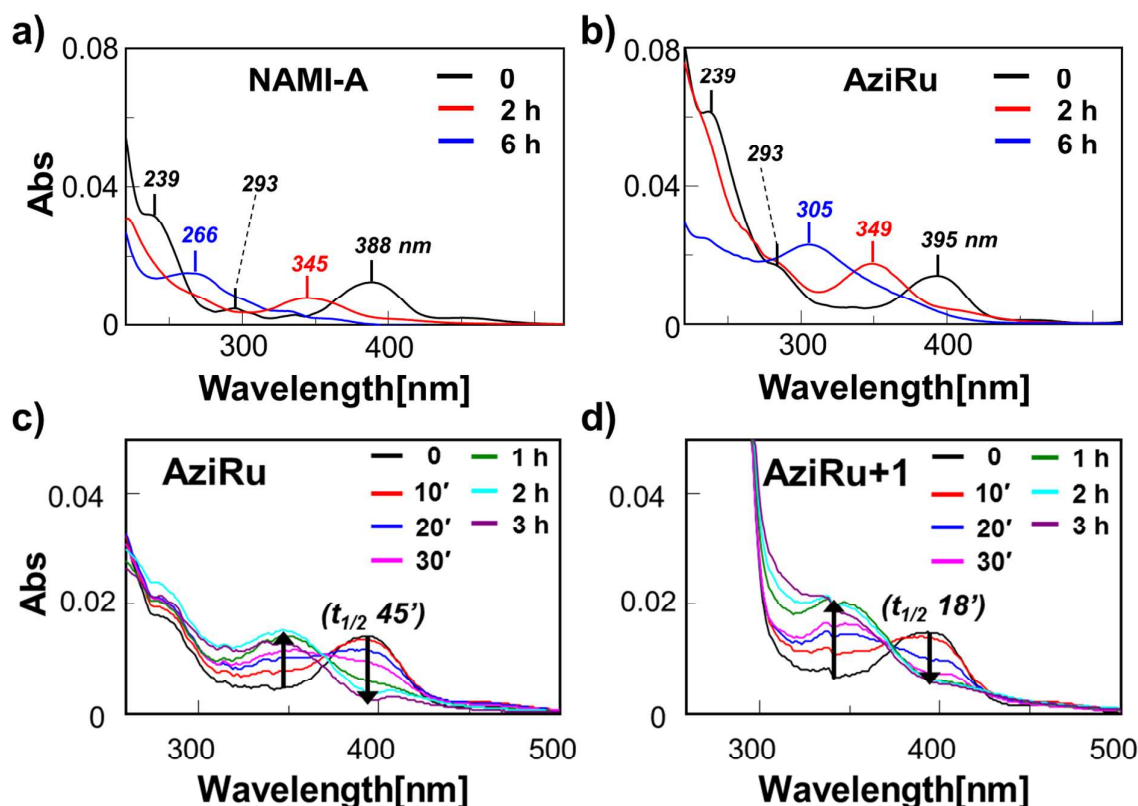 a)
NAMI-A
0
2 h
6 h
239
293
266
345
388 nm
0.08
0.04
0
Abs
300
400
Wavelength[nm]
b)
AziRu
0
2 h
6 h
239
293
305
349
395 nm
0.08
0.04
0
300
400
Wavelength[nm]
c)
AziRu
0
10′
20′
30′
1 h
2 h
3 h
(t1/2 45’)
0.04
0.02
0
Abs
300
400
500
Wavelength[nm]
d)
AziRu+1
0
10′
20′
30′
1 h
2 h
3 h
(t1/2 18’)
0.04
0.02
0
300
400
500
Wavelength[nm]